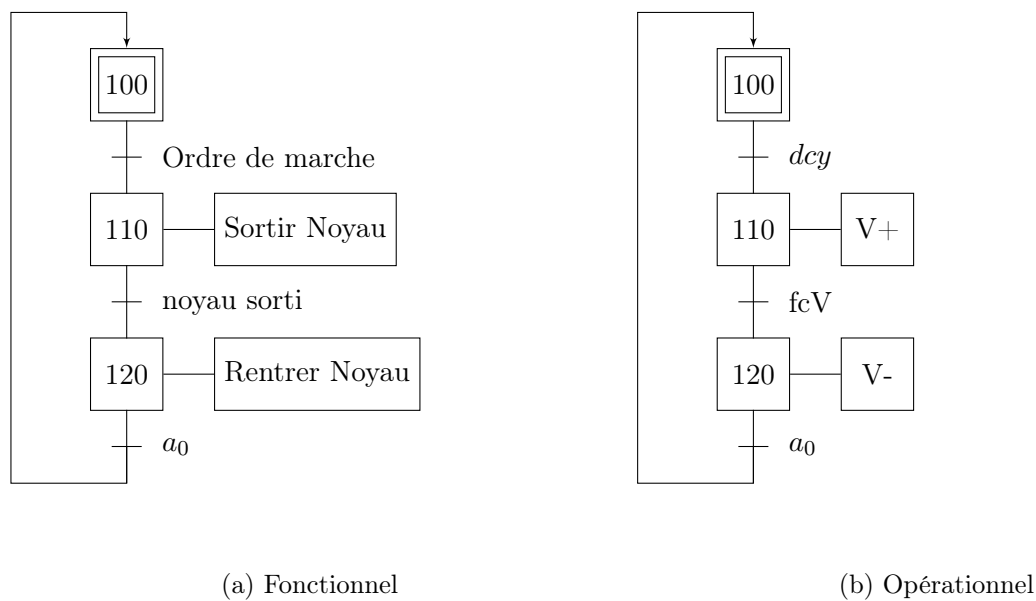 100
Ordre de marche
110
Sortir Noyau
noyau sorti
120
Rentrer Noyau
a0
(a) Fonctionnel
100
dcy
110
V+
fcV
120
V-
a0
(b) Opérationnel